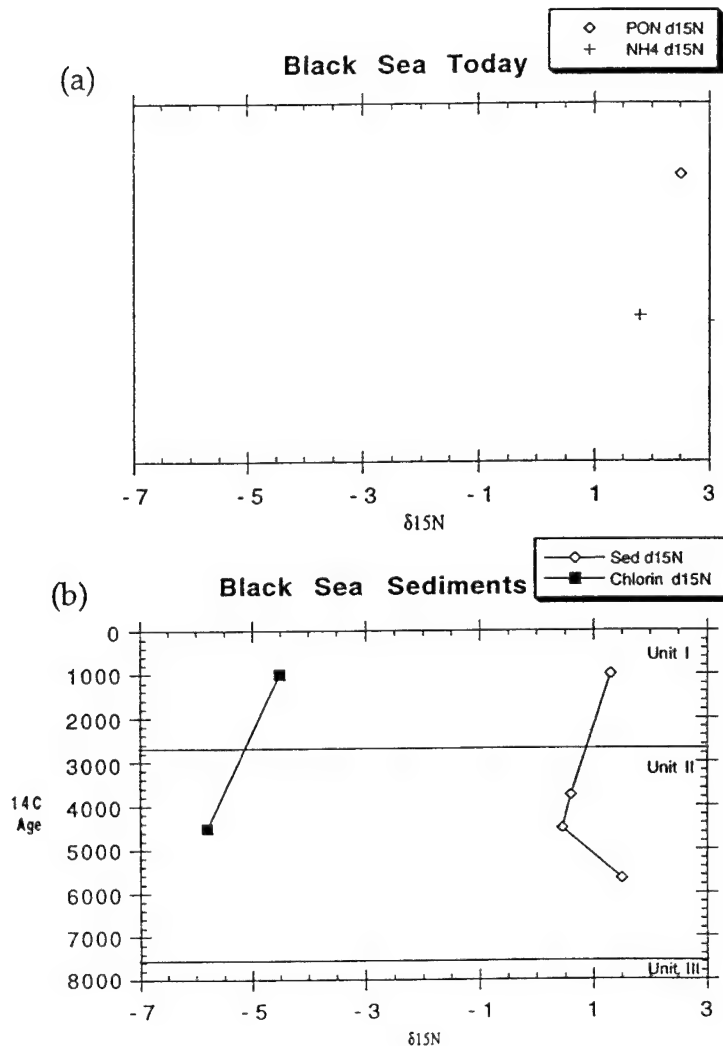 PON d15N
NH4 d15N
(a)
Black Sea Today
-7 -5 -3 -1 1 3
δ15N
Sed d15N
Chlorin d15N
(b)
Black Sea Sediments
0
1000
2000
3000
4000
5000
6000
7000
8000
14C
Age
Unit I
Unit II
Unit III
-7 -5 -3 -1 1 3
δ15N